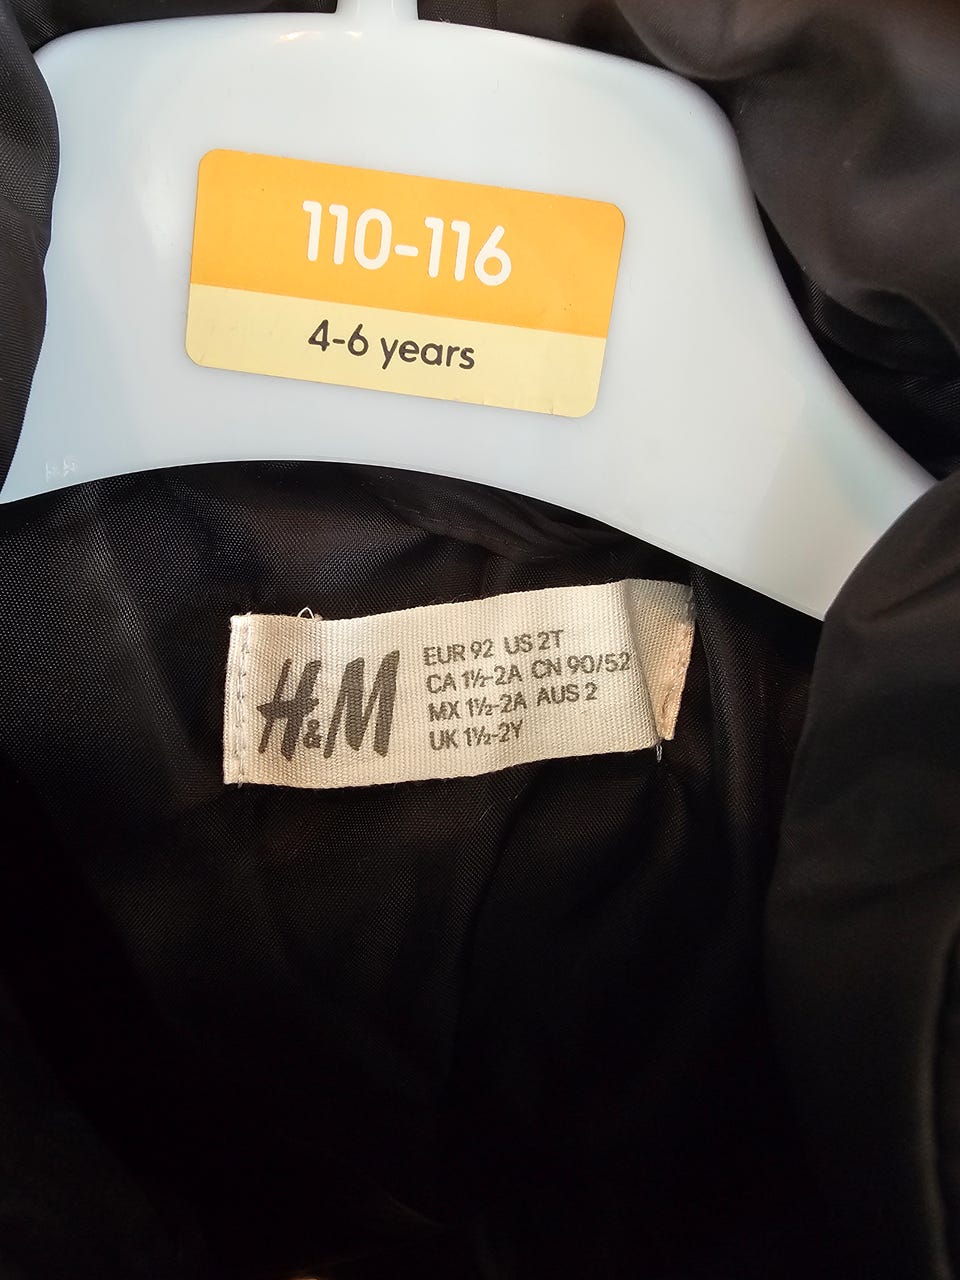 110-116
4-6 years
H&M
EUR 92 US 2T
CA 1½-2A CN 90/52
MX 1½-2A AUS 2
UK 1½-2Y